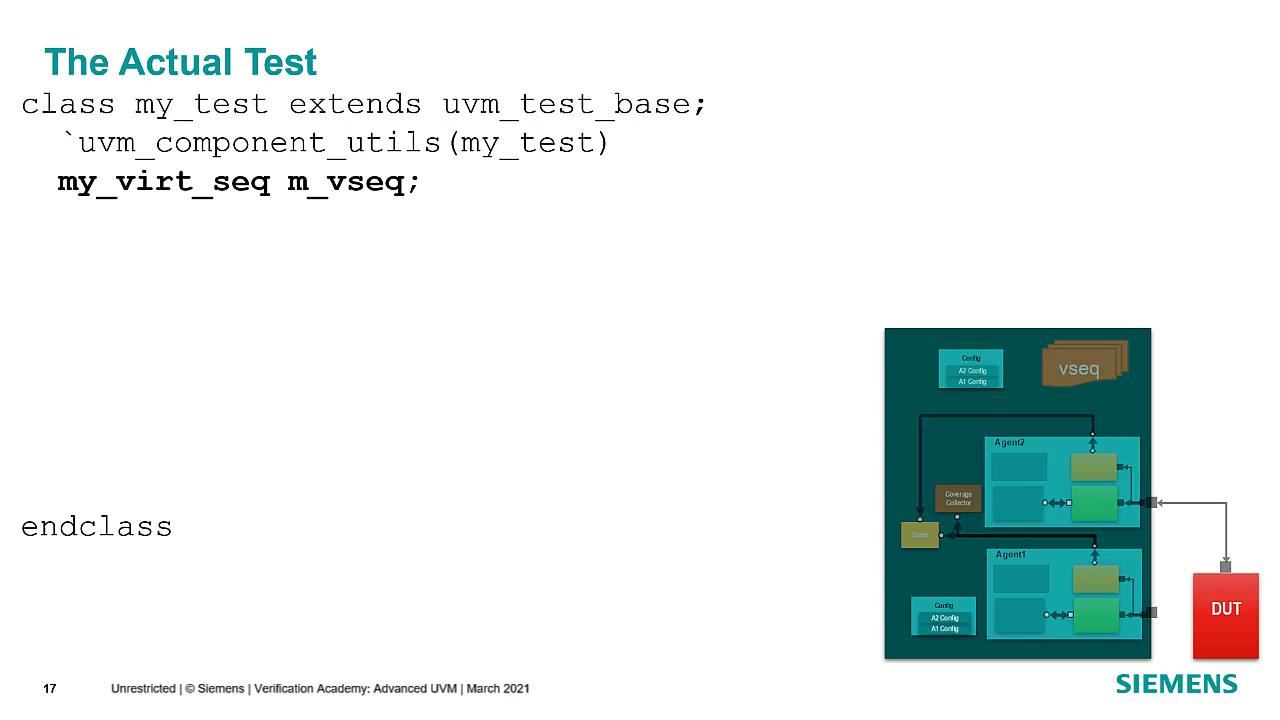 The Actual Test
class my_test extends uvm_test_base;
`uvm_component_utils(my_test)
my_virt_seq m_vseq;
endclass
Config
A2 Config
A1 Config
vseq
Agent2
Coverage
Collector
Score
Agent1
Config
A2 Config
A1 Config
DUT
17
Unrestricted | © Siemens | Verification Academy: Advanced UVM | March 2021
SIEMENS